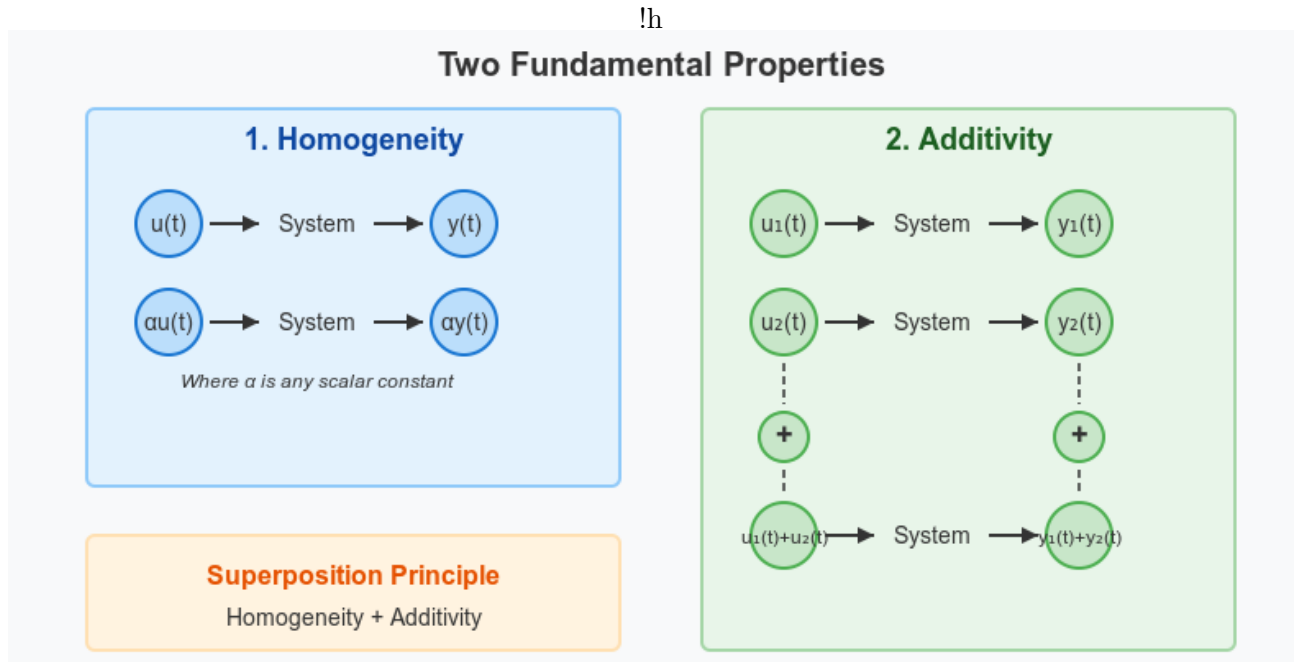 !h
Two Fundamental Properties
1. Homogeneity
u(t) System y(t)
αu(t) System αy(t)
Where α is any scalar constant
Superposition Principle
Homogeneity + Additivity
2. Additivity
u₁(t) System y₁(t)
u₂(t) System y₂(t)
+ +
u₁(t)+u₂(t) System y₁(t)+y₂(t)